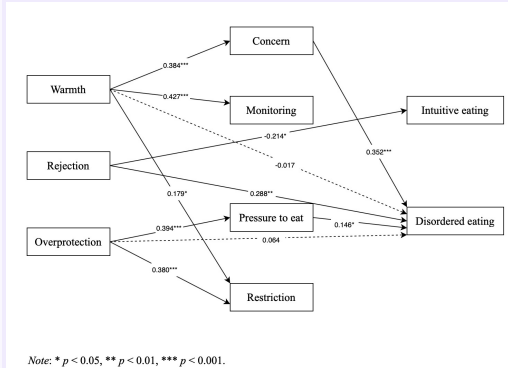 Concern
0.384***
Warmth
0.427***
Monitoring
Intuitive eating
-0.214*
-0.017
0.352***
Rejection
0.179*
0.288**
Pressure to eat
0.146*
Disordered eating
0.394***
Overprotection
0.064
0.380***
Restriction
Note: * p < 0.05, ** p < 0.01, *** p < 0.001.